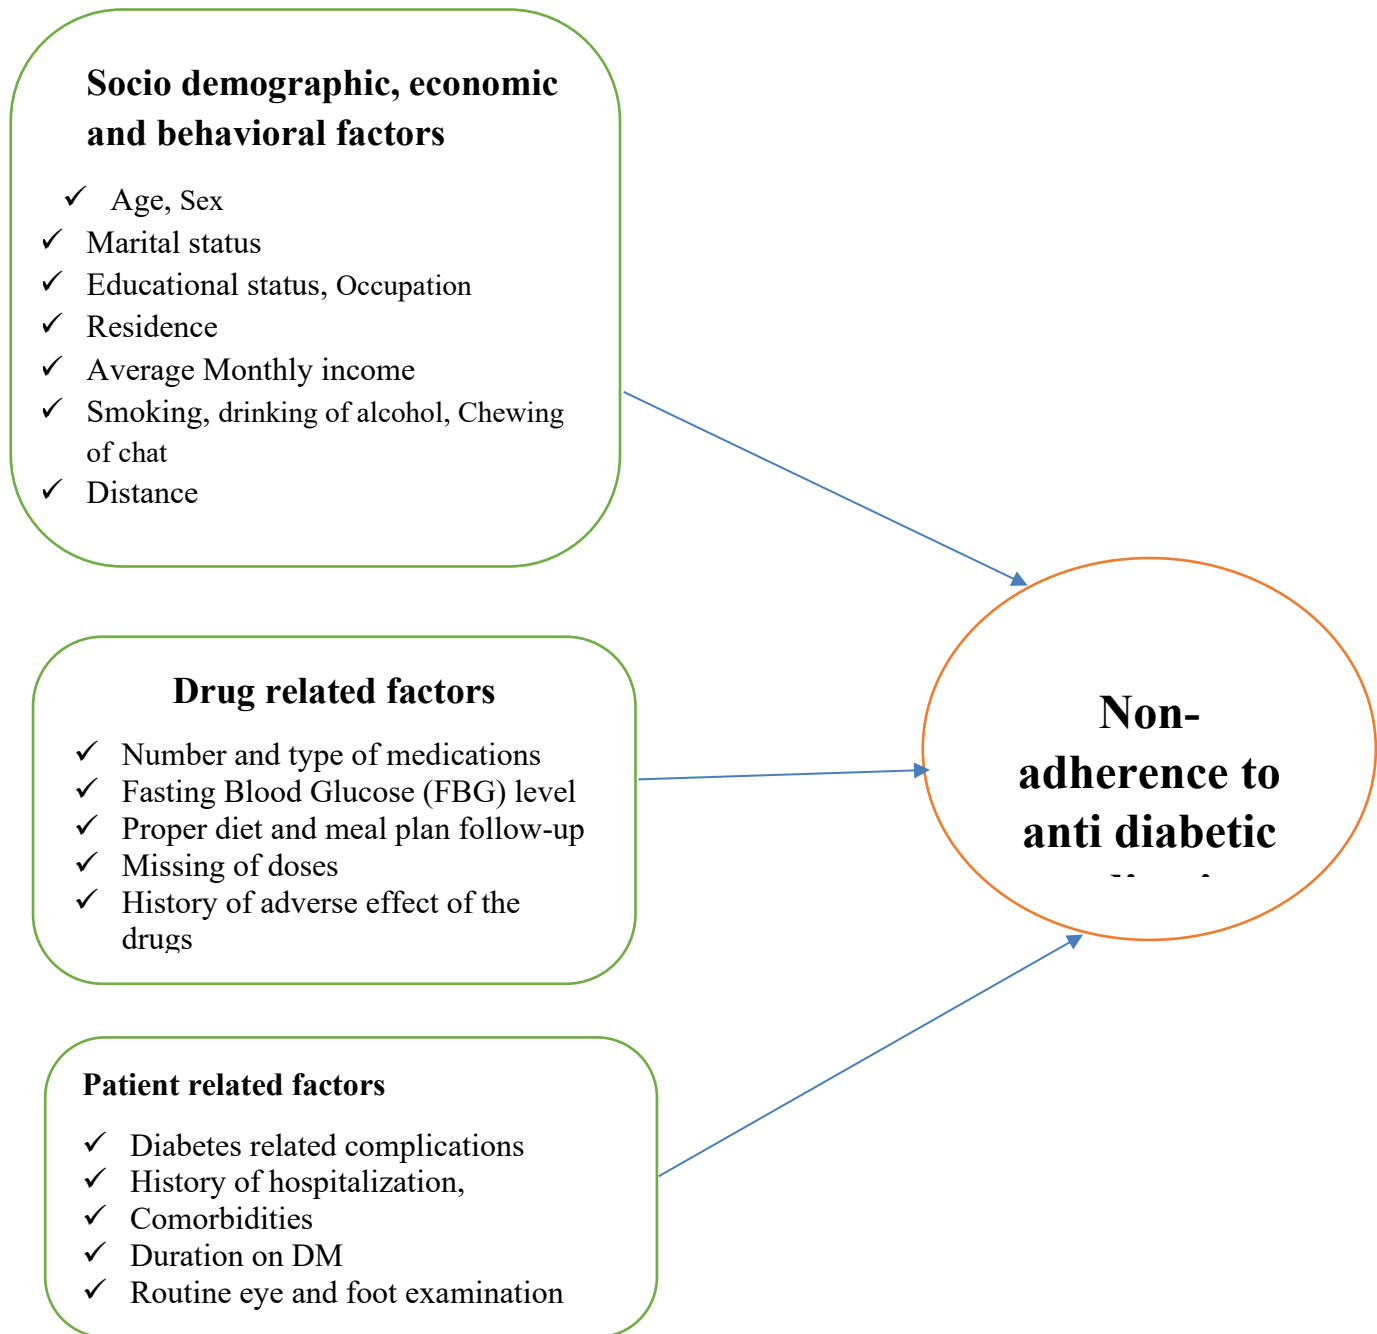 Socio demographic, economic
and behavioral factors
✓ Age, Sex
✓ Marital status
✓ Educational status, Occupation
✓ Residence
✓ Average Monthly income
✓ Smoking, drinking of alcohol, Chewing
of chat
✓ Distance
Drug related factors
✓ Number and type of medications
✓ Fasting Blood Glucose (FBG) level
✓ Proper diet and meal plan follow-up
✓ Missing of doses
✓ History of adverse effect of the
drugs
Non-
adherence to
anti diabetic
Patient related factors
✓ Diabetes related complications
✓ History of hospitalization,
✓ Comorbidities
✓ Duration on DM
✓ Routine eye and foot examination